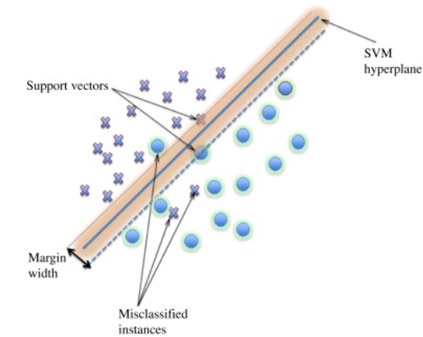 SVM
hyperplane
Support vectors
Margin
width
Misclassified
instances